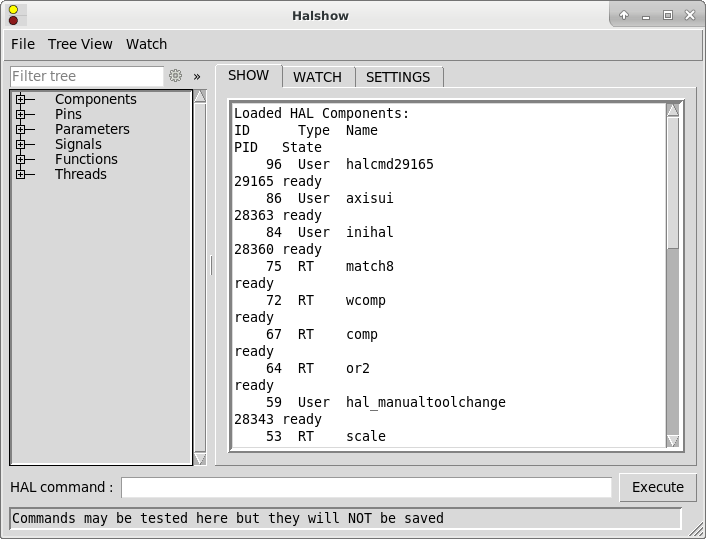 Halshow
File Tree View Watch
Filter tree »
SHOW WATCH SETTINGS
Components
Pins
Parameters
Signals
Functions
Threads
Loaded HAL Components:
ID Type Name
PID State
96 User halcmd29165
29165 ready
86 User axisui
28363 ready
84 User inihal
28360 ready
75 RT match8
ready
72 RT wcomp
ready
67 RT comp
ready
64 RT or2
ready
59 User hal_manualtoolchange
28343 ready
53 RT scale
HAL command : Execute
Commands may be tested here but they will NOT be saved